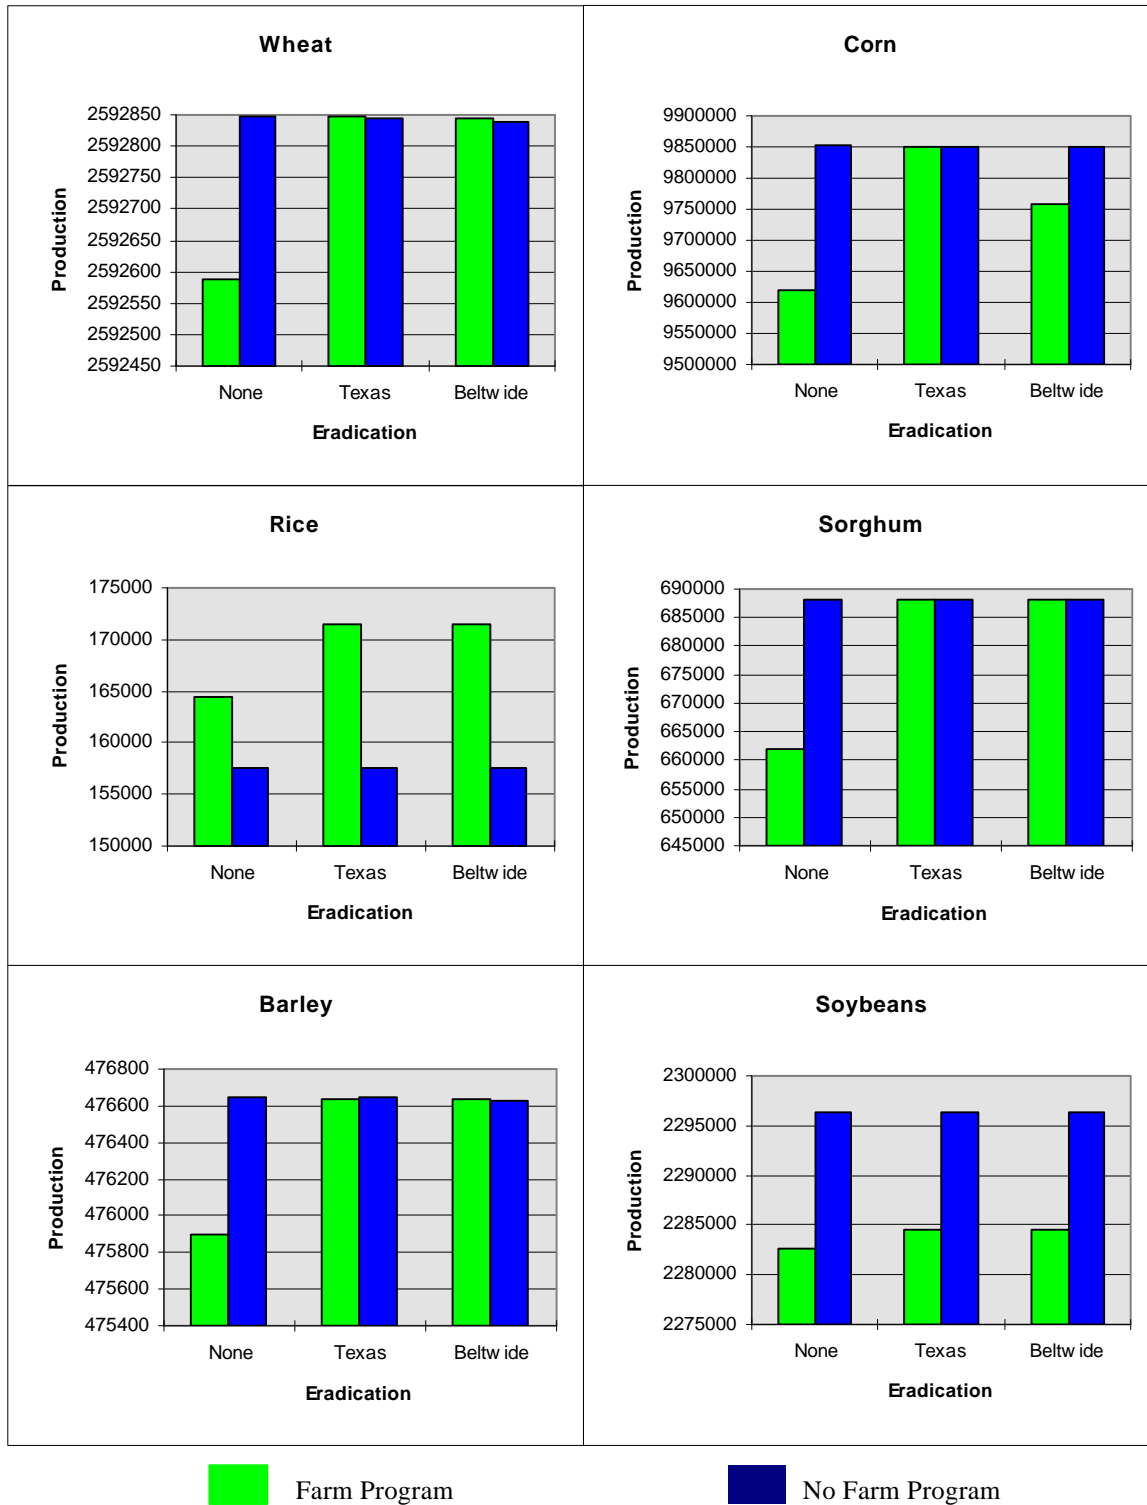 Wheat
2592850
2592800
2592750
2592700
2592650
2592600
2592550
2592500
2592450
Production
None Texas Beltw ide
Eradication
Corn
9900000
9850000
9800000
9750000
9700000
9650000
9600000
9550000
9500000
Production
None Texas Beltw ide
Eradication
Rice
175000
170000
165000
160000
155000
150000
Production
None Texas Beltw ide
Eradication
Sorghum
690000
685000
680000
675000
670000
665000
660000
655000
650000
645000
Production
None Texas Beltw ide
Eradication
Barley
476800
476600
476400
476200
476000
475800
475600
475400
Production
None Texas Beltw ide
Eradication
Soybeans
2300000
2295000
2290000
2285000
2280000
2275000
Production
None Texas Beltw ide
Eradication
Farm Program No Farm Program